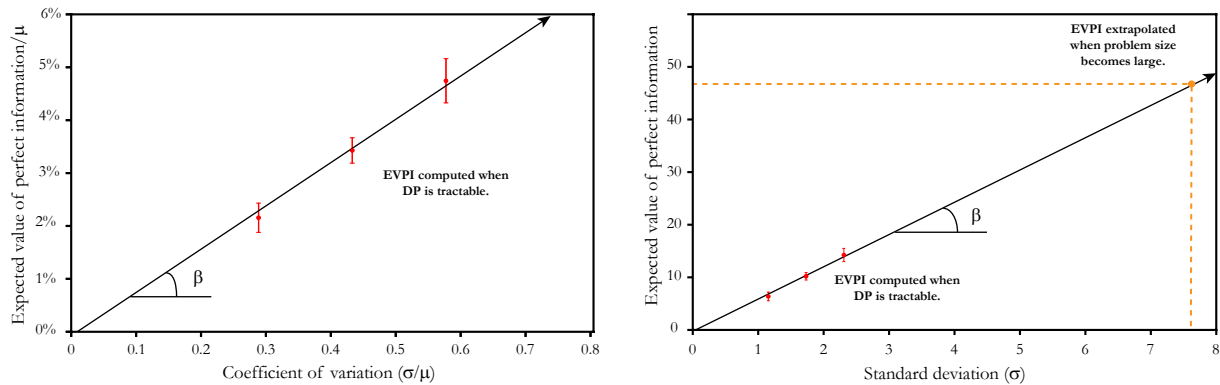 Expected value of perfect information/μ
6%
5%
4%
3%
2%
1%
0%
EVPI computed when
DP is tractable.
β
0 0.1 0.2 0.3 0.4 0.5 0.6 0.7 0.8
Coefficient of variation (σ/μ)
Expected value of perfect information
50
40
30
20
10
0
EVPI extrapolated
when problem size
becomes large.
β
EVPI computed when
DP is tractable.
0 1 2 3 4 5 6 7 8
Standard deviation (σ)